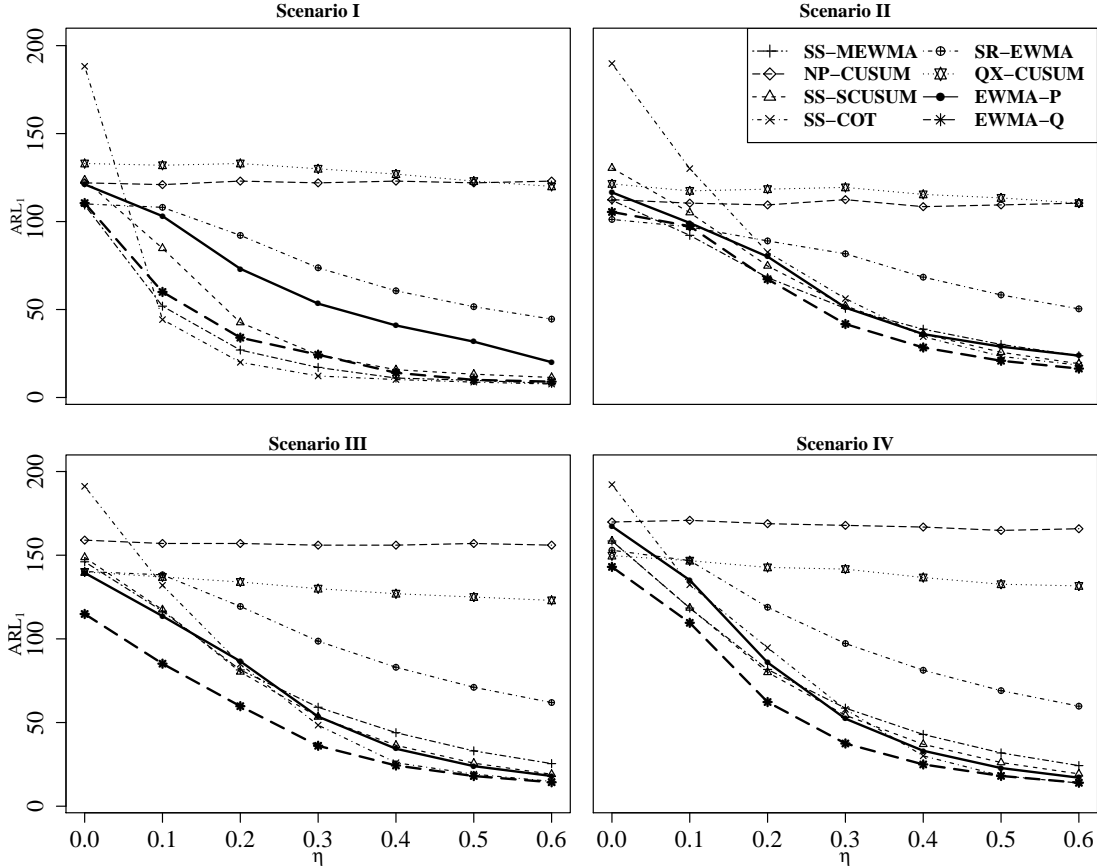 Scenario I
Scenario II
SS−MEWMA
NP−CUSUM
SS−SCUSUM
SS−COT
SR−EWMA
QX−CUSUM
EWMA−P
EWMA−Q
ARL1
0
50
100
150
200
Scenario III
Scenario IV
ARL1
0
50
100
150
200
0.0 0.1 0.2 0.3 0.4 0.5 0.6
η
0.0 0.1 0.2 0.3 0.4 0.5 0.6
η